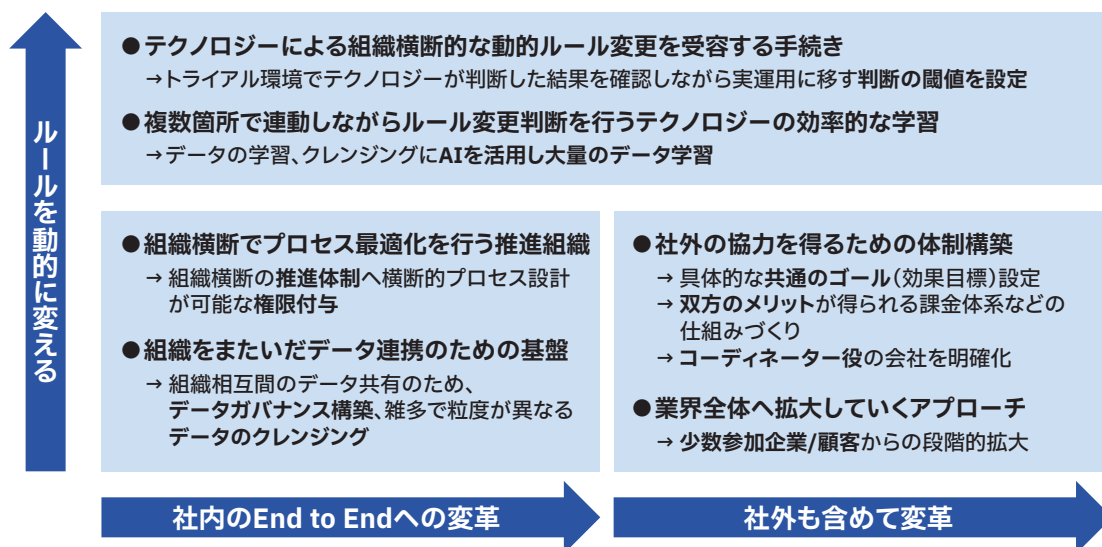 ルールを動的に変える
●テクノロジーによる組織横断的な動的ルール変更を受容する手続き
→トライアル環境でテクノロジーが判断した結果を確認しながら実運用に移す判断の閾値を設定
●複数箇所で連動しながらルール変更判断を行うテクノロジーの効率的な学習
→データの学習、クレンジングにAIを活用し大量のデータ学習
●組織横断でプロセス最適化を行う推進組織
→ 組織横断の推進体制へ横断的プロセス設計
が可能な権限付与
●組織をまたいだデータ連携のための基盤
→ 組織相互間のデータ共有のため、
データガバナンス構築、雑多で粒度が異なる
データのクレンジング
●社外の協力を得るための体制構築
→ 具体的な共通のゴール(効果目標)設定
→ 双方のメリットが得られる課金体系などの
仕組みづくり
→ コーディネーター役の会社を明確化
●業界全体へ拡大していくアプローチ
→ 少数参加企業/顧客からの段階的拡大
社内のEnd to Endへの変革
社外も含めて変革